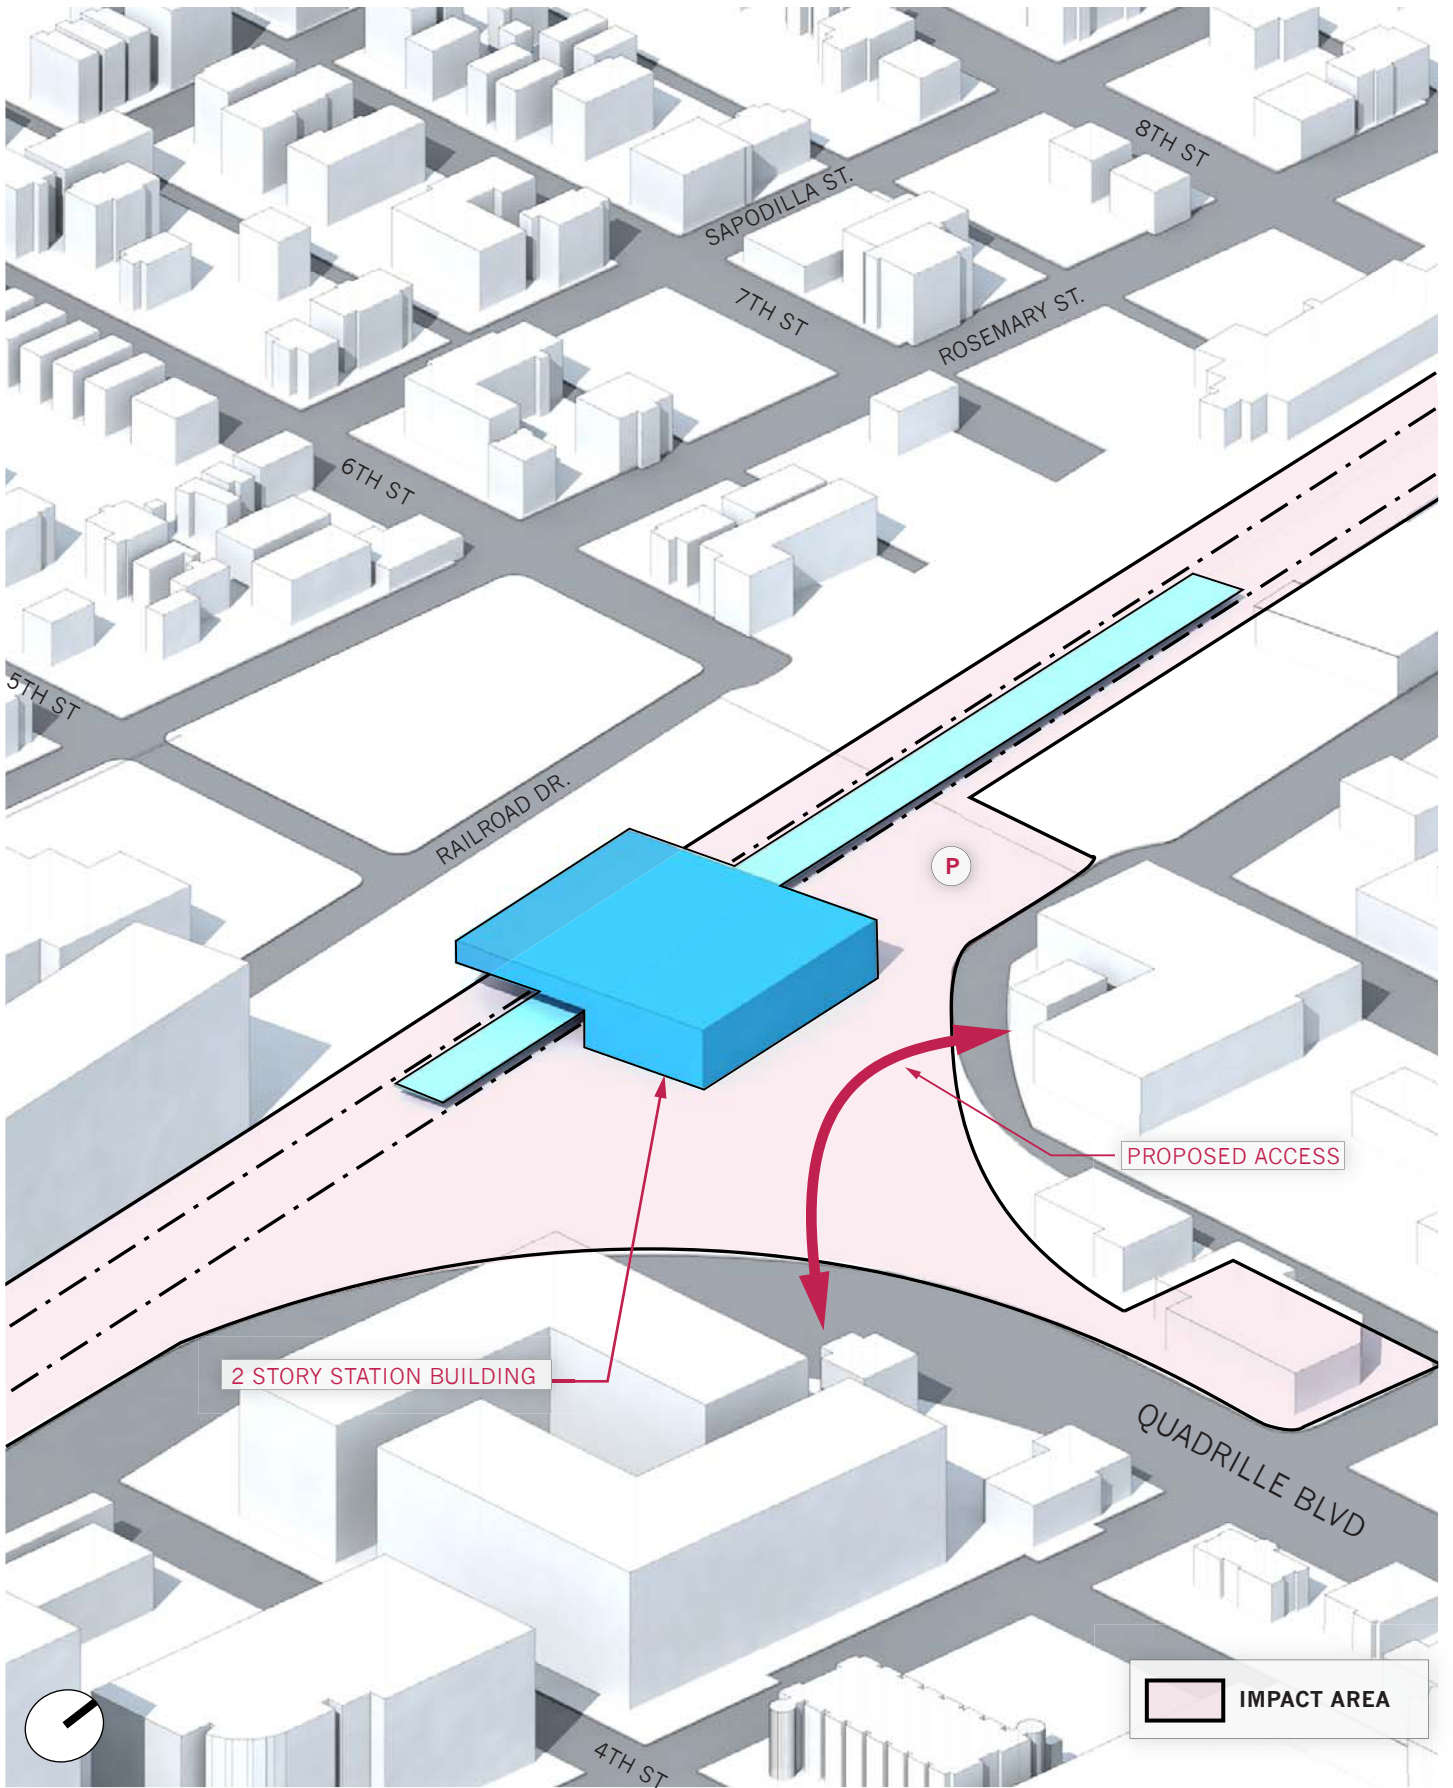 8TH ST
SAPODILLA ST.
7TH ST
ROSEMARY ST.
6TH ST
5TH ST
RAILROAD DR.
P
PROPOSED ACCESS
2 STORY STATION BUILDING
QUADRILLE BLVD
IMPACT AREA
4TH ST